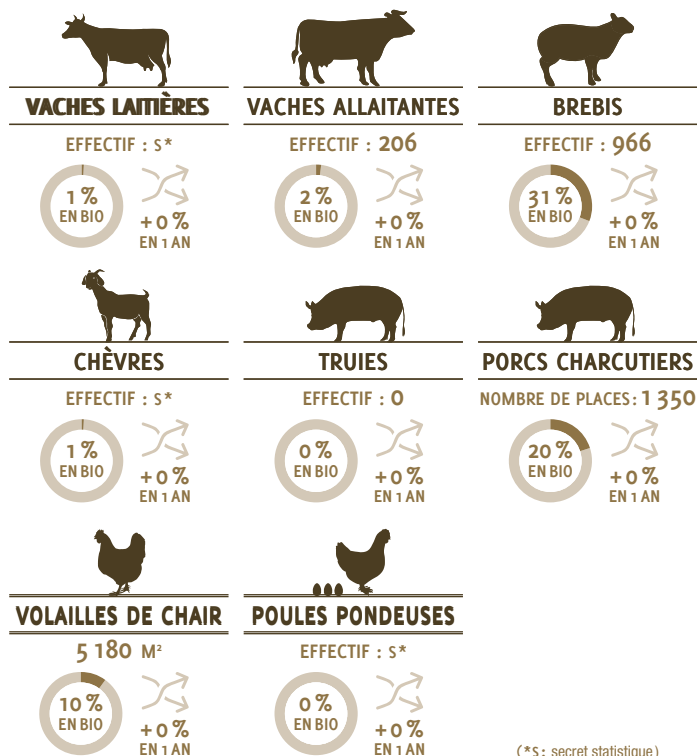 VACHES LAITIÈRES
EFFECTIF : S*
1 %
EN BIO
+0 %
EN 1 AN
VACHES ALLAITANTES
EFFECTIF : 206
2 %
EN BIO
+0 %
EN 1 AN
BREBIS
EFFECTIF : 966
31 %
EN BIO
+0 %
EN 1 AN
CHÈVRES
EFFECTIF : S*
1 %
EN BIO
+0 %
EN 1 AN
TRUIES
EFFECTIF : 0
0 %
EN BIO
+0 %
EN 1 AN
PORCS CHARCUTIERS
NOMBRE DE PLACES: 1 350
20 %
EN BIO
+0 %
EN 1 AN
VOLAILLES DE CHAIR
5 180 M²
10 %
EN BIO
+0 %
EN 1 AN
POULES PONDEUSES
EFFECTIF : S*
0 %
EN BIO
+0 %
EN 1 AN
(*S: secret statistique)